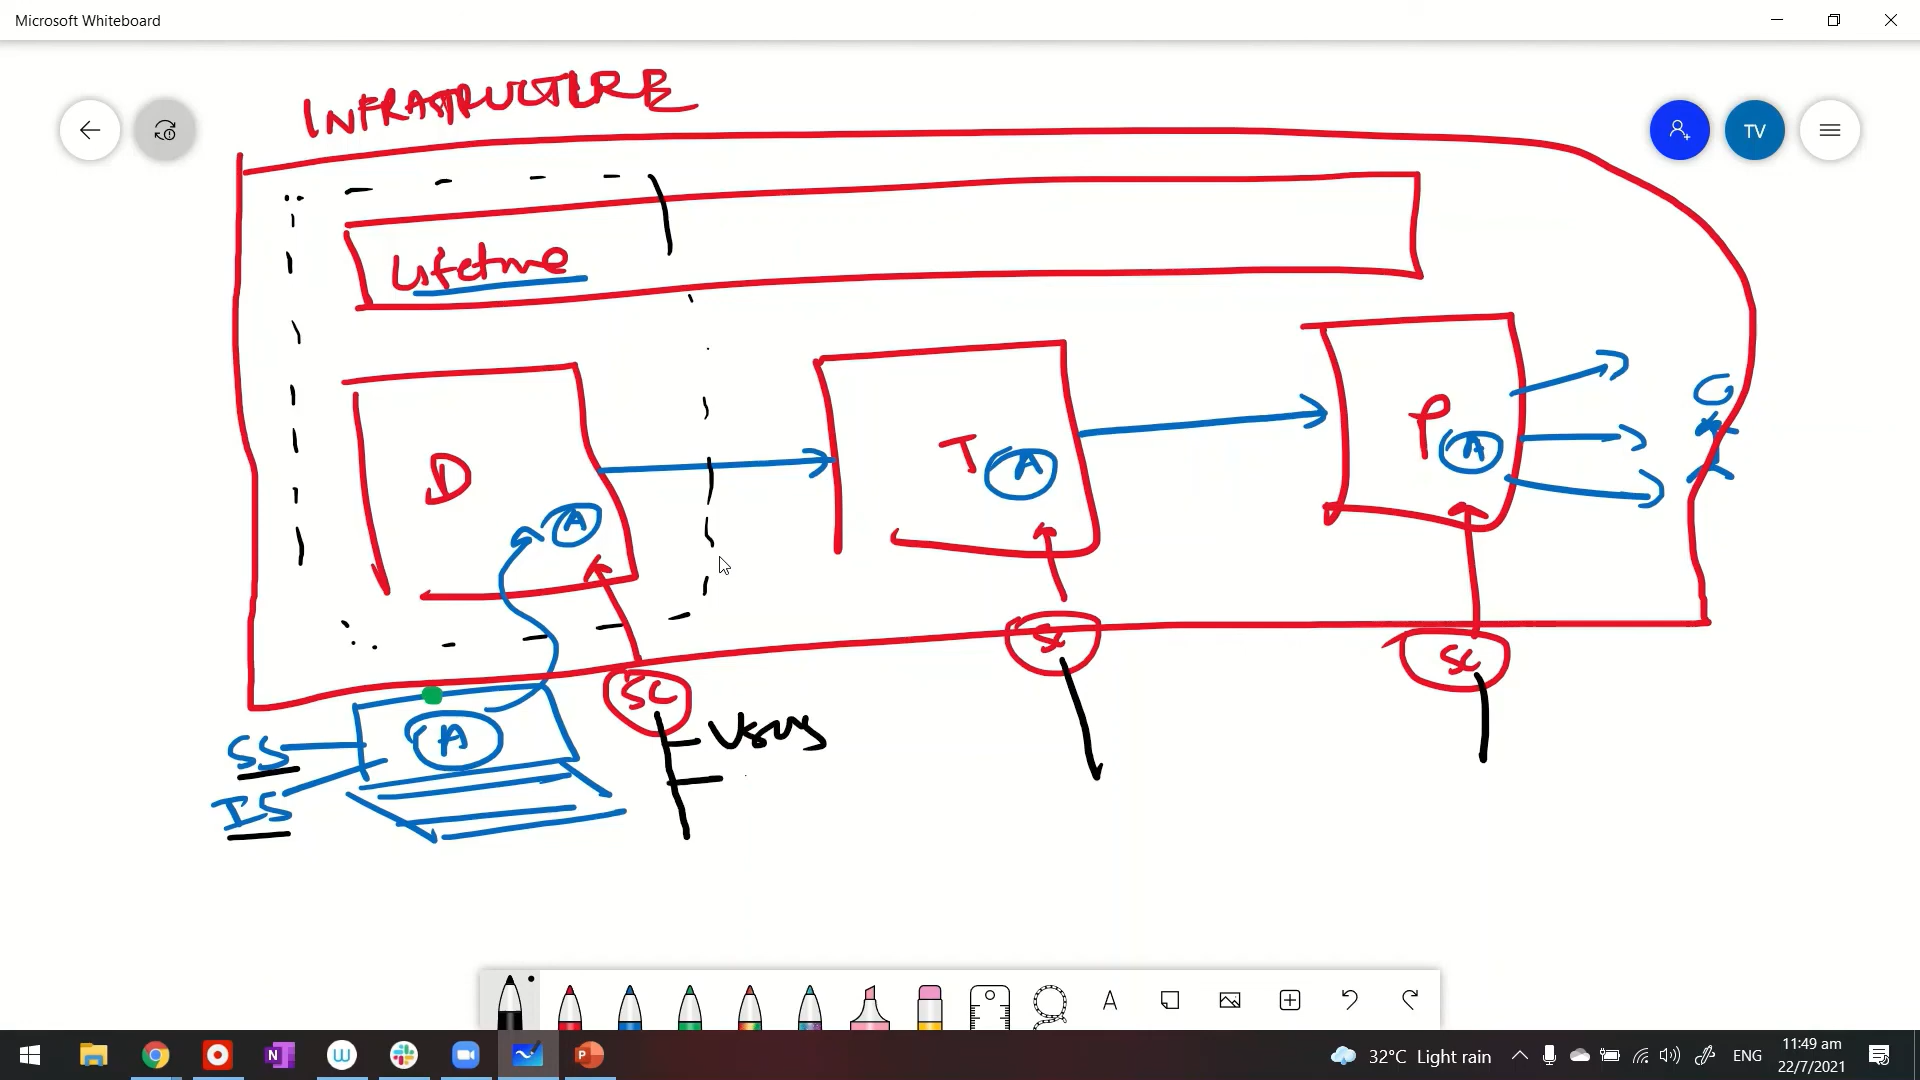 Microsoft Whiteboard
INFRASTRUCTURE
TV
Lifetime
D
A
T
A
P
A
SC
SC
SC
A
SS
IS
Users
A
N
W
P
32°C Light rain
ENG
11:49 am
22/7/2021